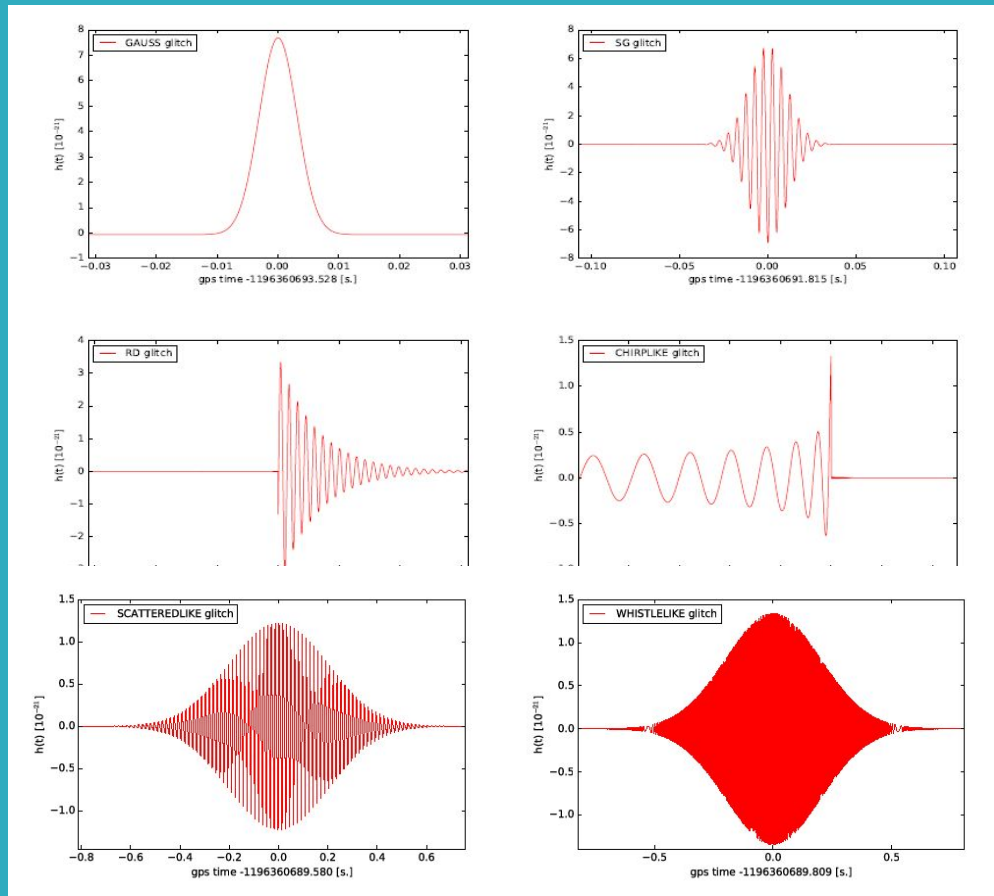 GAUSS glitch
8
7
6
5
4
3
2
1
0
−1
h(t) [10⁻²¹]
−0.03 −0.02 −0.01 0.00 0.01 0.02 0.03
gps time -1196360693.528 [s.]
SG glitch
8
6
4
2
0
−2
−4
−6
−8
h(t) [10⁻²¹]
−0.10 −0.05 0.00 0.05 0.10
gps time -1196360691.815 [s.]
RD glitch
4
3
2
1
0
−1
−2
h(t) [10⁻²¹]
CHIRPLIKE glitch
1.5
1.0
0.5
0.0
−0.5
h(t) [10⁻²¹]
SCATTEREDLIKE glitch
1.5
1.0
0.5
0.0
−0.5
−1.0
h(t) [10⁻²¹]
−0.8 −0.6 −0.4 −0.2 0.0 0.2 0.4 0.6
gps time -1196360689.580 [s.]
WHISTLELIKE glitch
1.5
1.0
0.5
0.0
−0.5
−1.0
h(t) [10⁻²¹]
−0.5 0.0 0.5
gps time -1196360689.809 [s.]